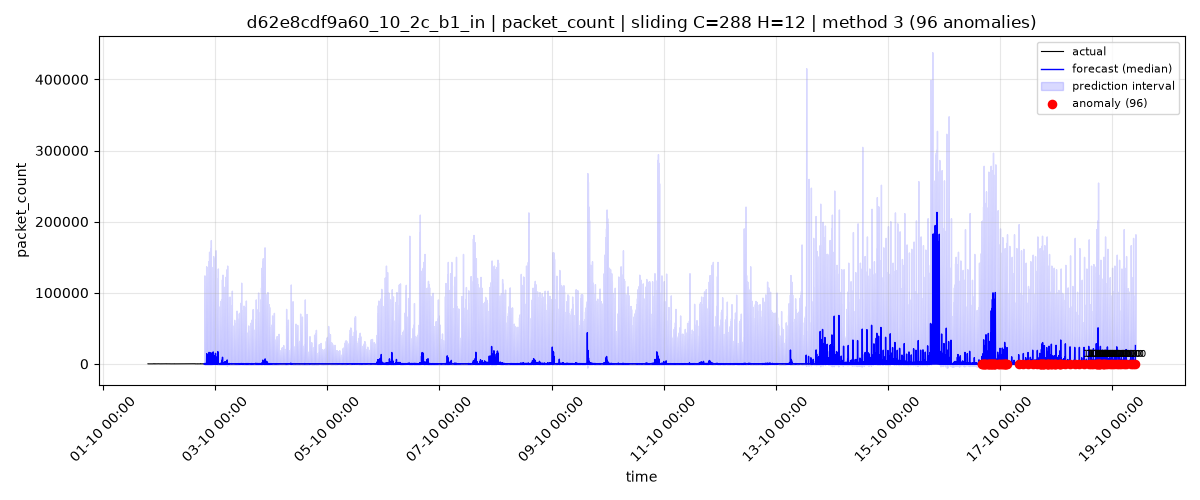 d62e8cdf9a60_10_2c_b1_in | packet_count | sliding C=288 H=12 | method 3 (96 anomalies)
actual
forecast (median)
prediction interval
anomaly (96)
packet_count
400000
300000
200000
100000
0
01-10 00:00
03-10 00:00
05-10 00:00
07-10 00:00
09-10 00:00
11-10 00:00
13-10 00:00
15-10 00:00
17-10 00:00
19-10 00:00
time